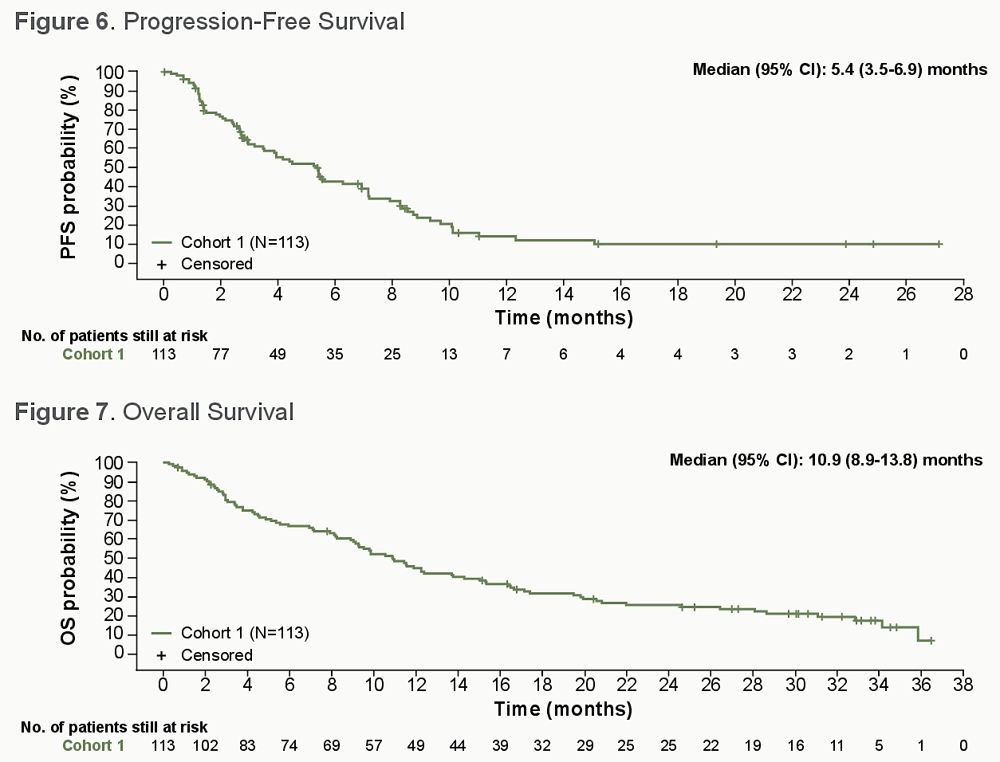 Figure 6. Progression-Free Survival
Median (95% CI): 5.4 (3.5-6.9) months
PFS probability (%)
100
90
80
70
60
50
40
30
20
10
0
Cohort 1 (N=113)
+ Censored
0 2 4 6 8 10 12 14 16 18 20 22 24 26 28
Time (months)
No. of patients still at risk
Cohort 1 113 77 49 35 25 13 7 6 4 4 3 3 2 1 0
Figure 7. Overall Survival
Median (95% CI): 10.9 (8.9-13.8) months
OS probability (%)
100
90
80
70
60
50
40
30
20
10
0
Cohort 1 (N=113)
+ Censored
0 2 4 6 8 10 12 14 16 18 20 22 24 26 28 30 32 34 36 38
Time (months)
No. of patients still at risk
Cohort 1 113 102 83 74 69 57 49 44 39 32 29 25 25 22 19 16 11 5 1 0